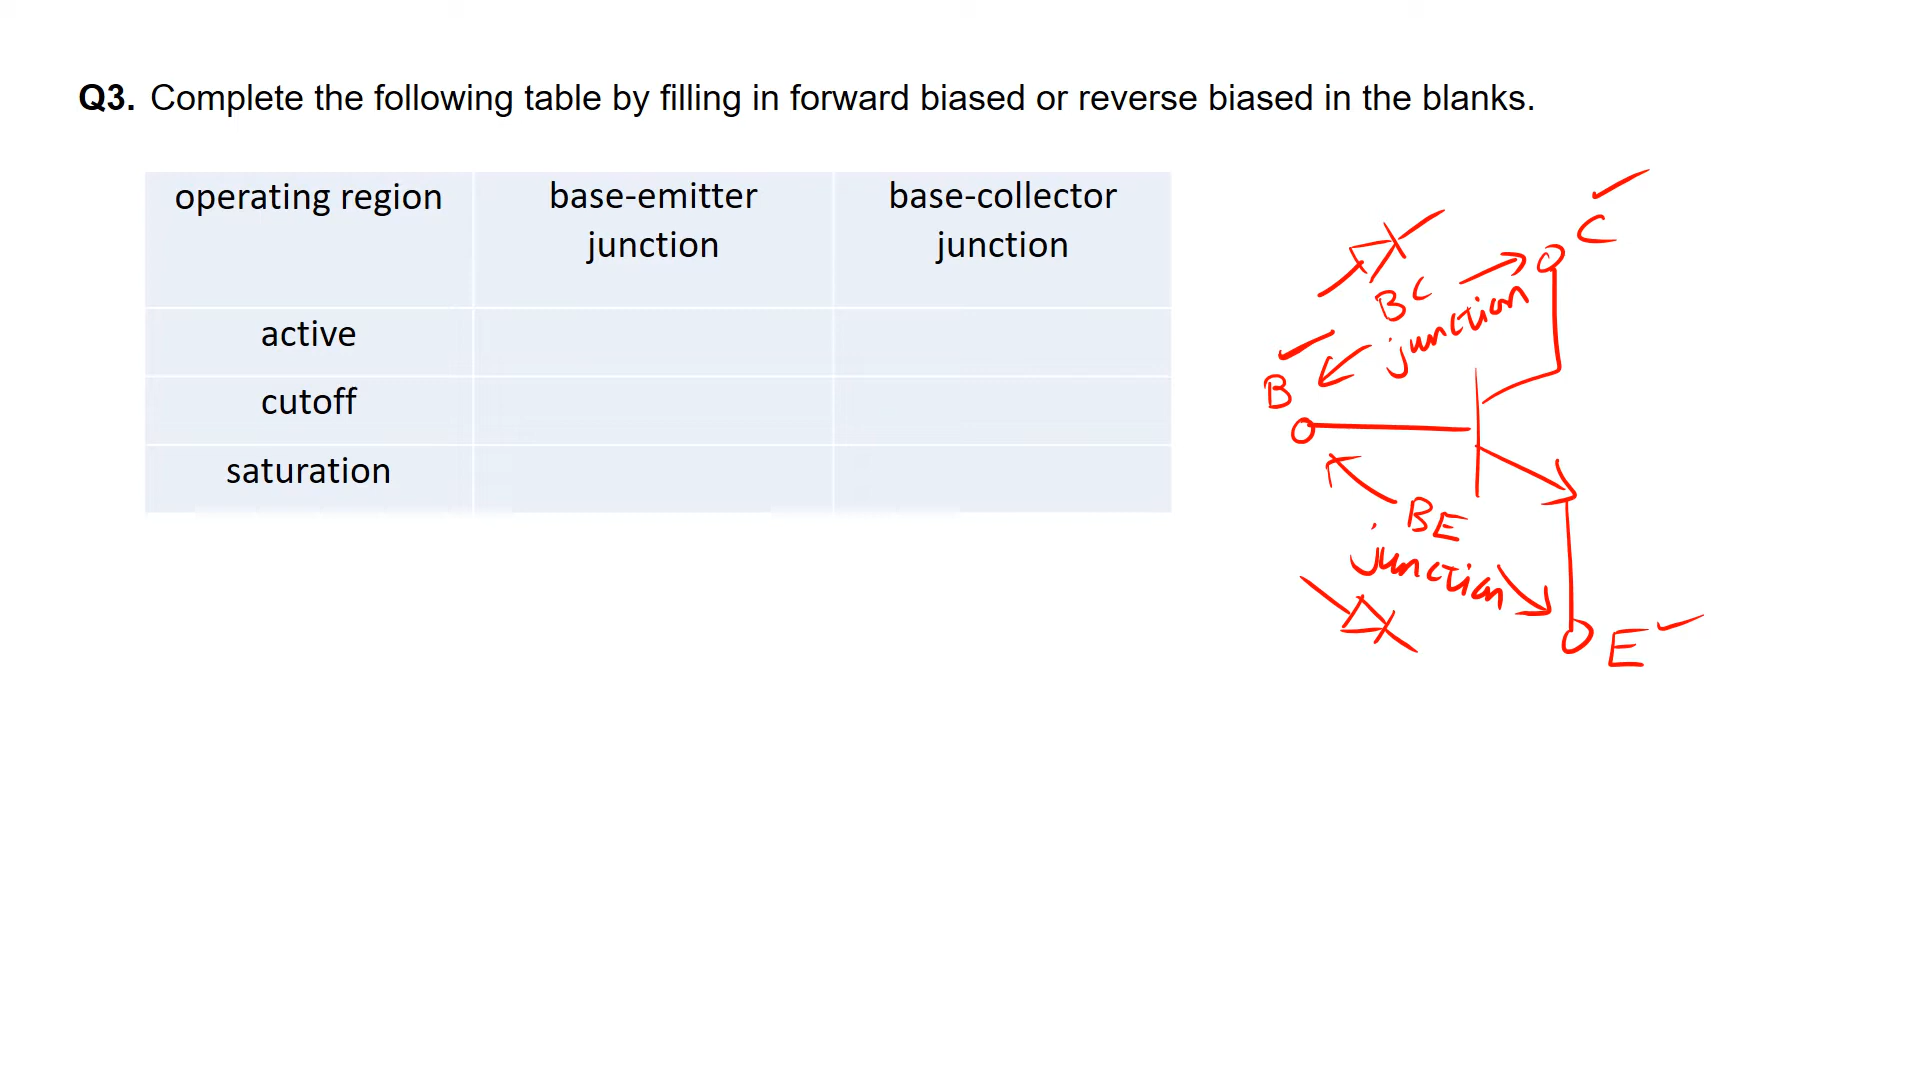 Q3. Complete the following table by filling in forward biased or reverse biased in the blanks.
operating region
base-emitter
junction
base-collector
junction
active
cutoff
saturation
C
BC
junction
B
BE
junction
E